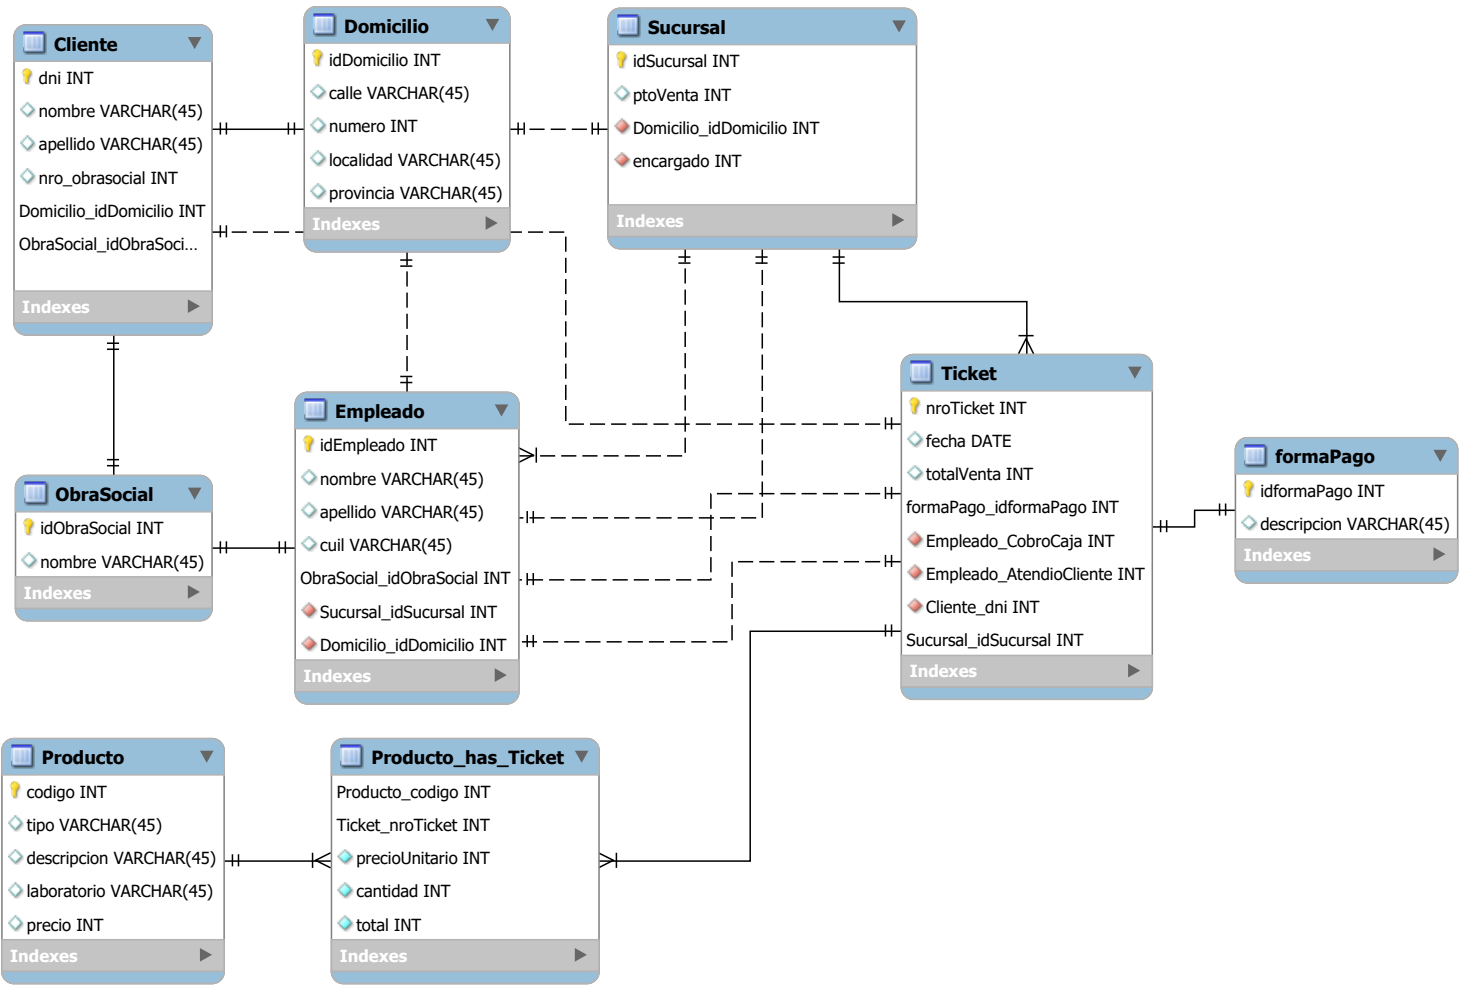 Cliente
dni INT
nombre VARCHAR(45)
apellido VARCHAR(45)
nro_obrasocial INT
Domicilio_idDomicilio INT
ObraSocial_idObraSoci...
Indexes
Domicilio
idDomicilio INT
calle VARCHAR(45)
numero INT
localidad VARCHAR(45)
provincia VARCHAR(45)
Indexes
Sucursal
idSucursal INT
ptoVenta INT
Domicilio_idDomicilio INT
encargado INT
Indexes
ObraSocial
idObraSocial INT
nombre VARCHAR(45)
Indexes
Empleado
idEmpleado INT
nombre VARCHAR(45)
apellido VARCHAR(45)
cuil VARCHAR(45)
ObraSocial_idObraSocial INT
Sucursal_idSucursal INT
Domicilio_idDomicilio INT
Indexes
Ticket
nroTicket INT
fecha DATE
totalVenta INT
formaPago_idformaPago INT
Empleado_CobroCaja INT
Empleado_AtendioCliente INT
Cliente_dni INT
Sucursal_idSucursal INT
Indexes
formaPago
idformaPago INT
descripcion VARCHAR(45)
Indexes
Producto
codigo INT
tipo VARCHAR(45)
descripcion VARCHAR(45)
laboratorio VARCHAR(45)
precio INT
Indexes
Producto_has_Ticket
Producto_codigo INT
Ticket_nroTicket INT
precioUnitario INT
cantidad INT
total INT
Indexes